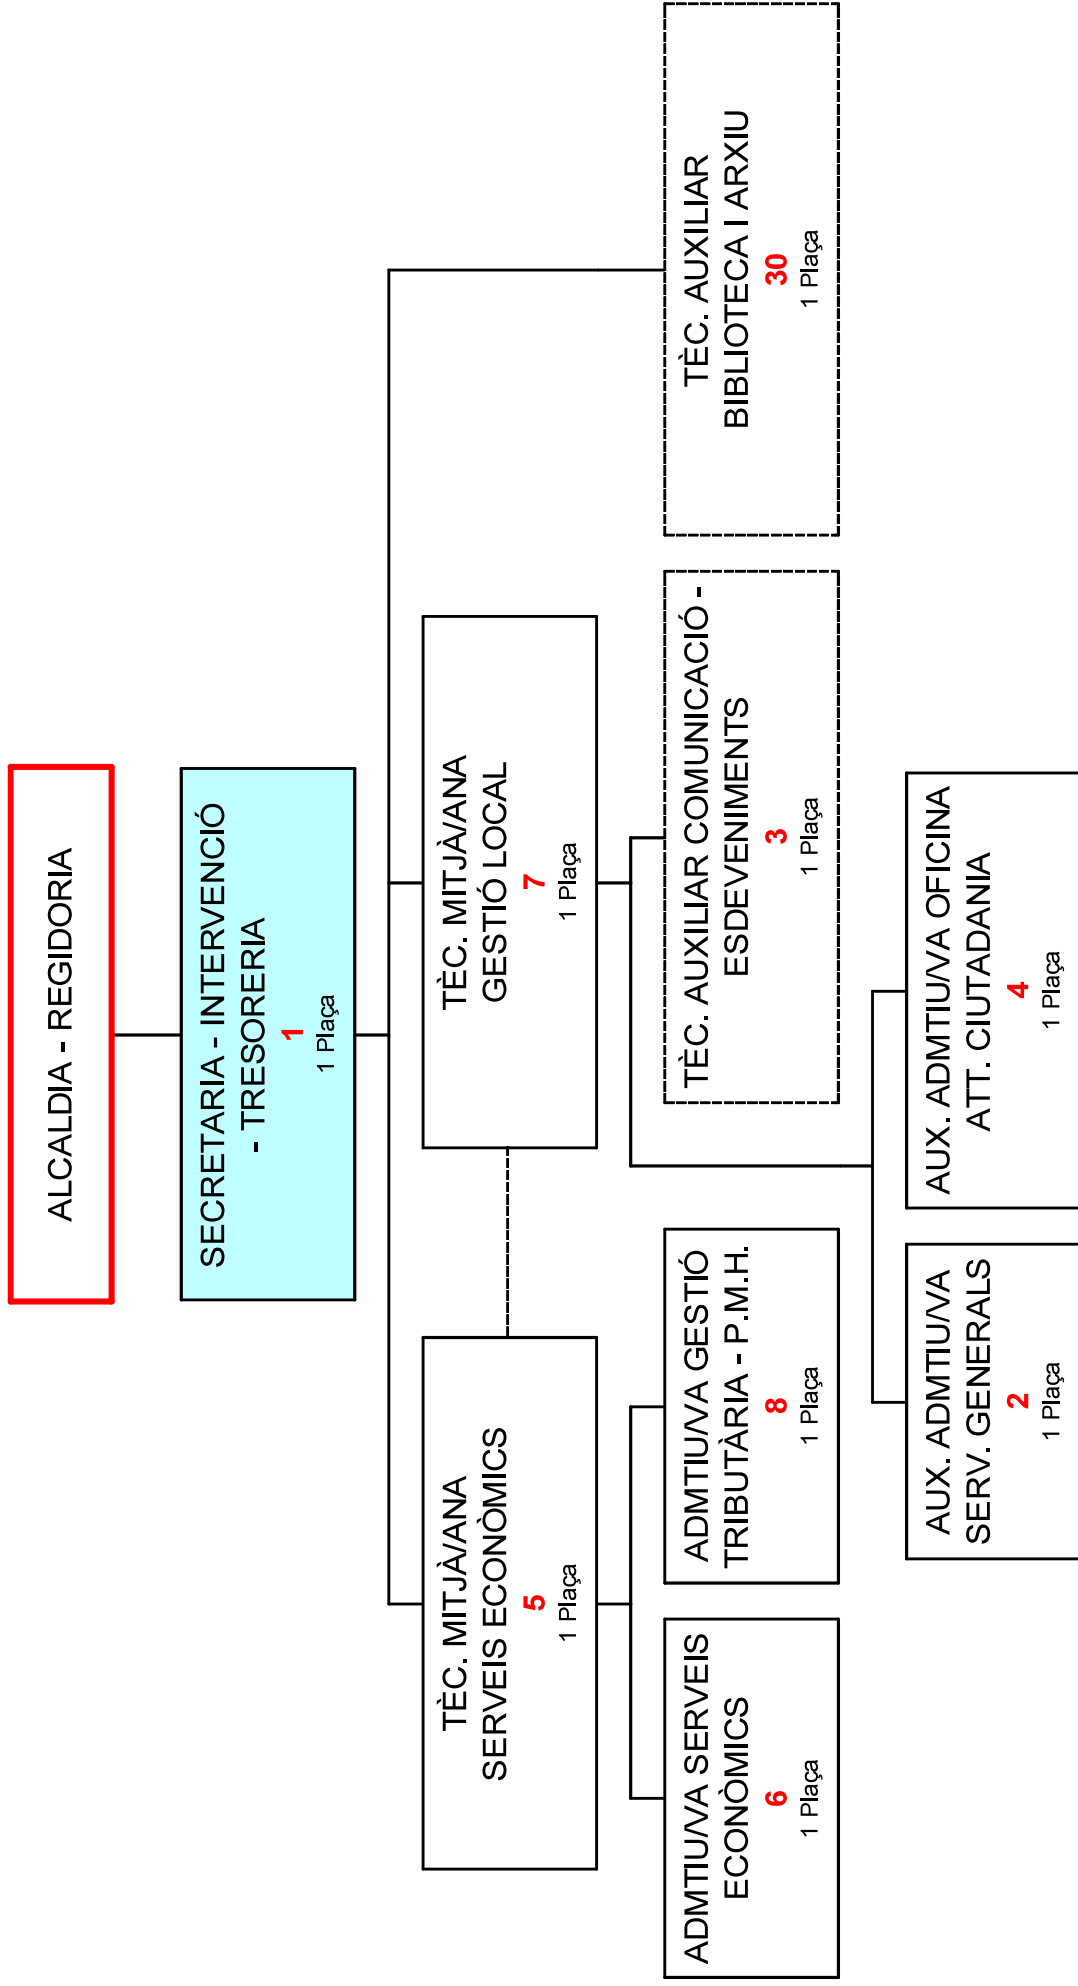 ALCALDIA - REGIDORIA
SECRETARIA - INTERVENCIÓ
- TRESORERIA
1
1 Plaça
TÈC. MITJÀ/ANA
SERVEIS ECONÒMICS
5
1 Plaça
TÈC. MITJÀ/ANA
GESTIÓ LOCAL
7
1 Plaça
ADMTIU/VA SERVEIS
ECONÒMICS
6
1 Plaça
ADMTIU/VA GESTIÓ
TRIBUTÀRIA - P.M.H.
8
1 Plaça
TÈC. AUXILIAR COMUNICACIÓ -
ESDEVENIMENTS
3
1 Plaça
TÈC. AUXILIAR
BIBLIOTECA I ARXIU
30
1 Plaça
AUX. ADMTIU/VA
SERV. GENERALS
2
1 Plaça
AUX. ADMTIU/VA OFICINA
ATT. CIUTADANIA
4
1 Plaça